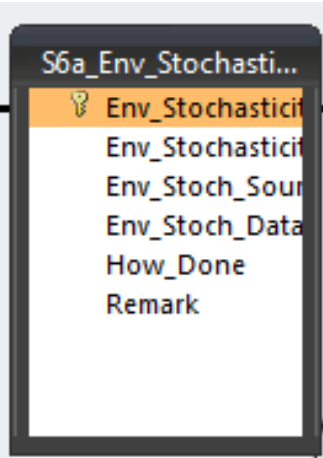 S6a_Env_Stochasti...
Env_Stochasticit
Env_Stochasticit
Env_Stoch_Sour
Env_Stoch_Data
How_Done
Remark